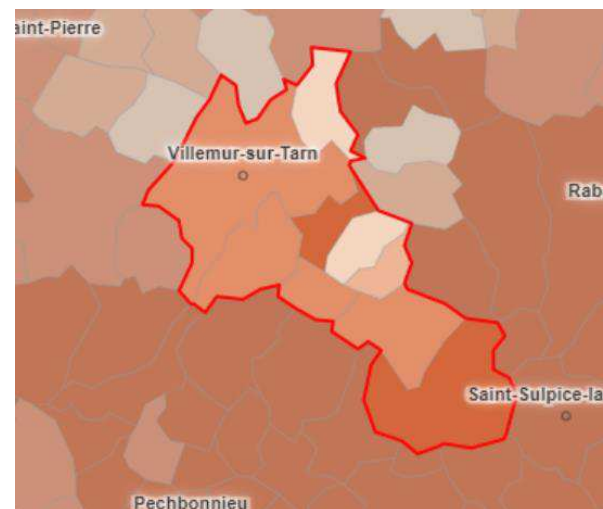 aint-Pierre
Villemur-sur-Tarn
Rab
Saint-Sulpice-la
Pechbonnieu